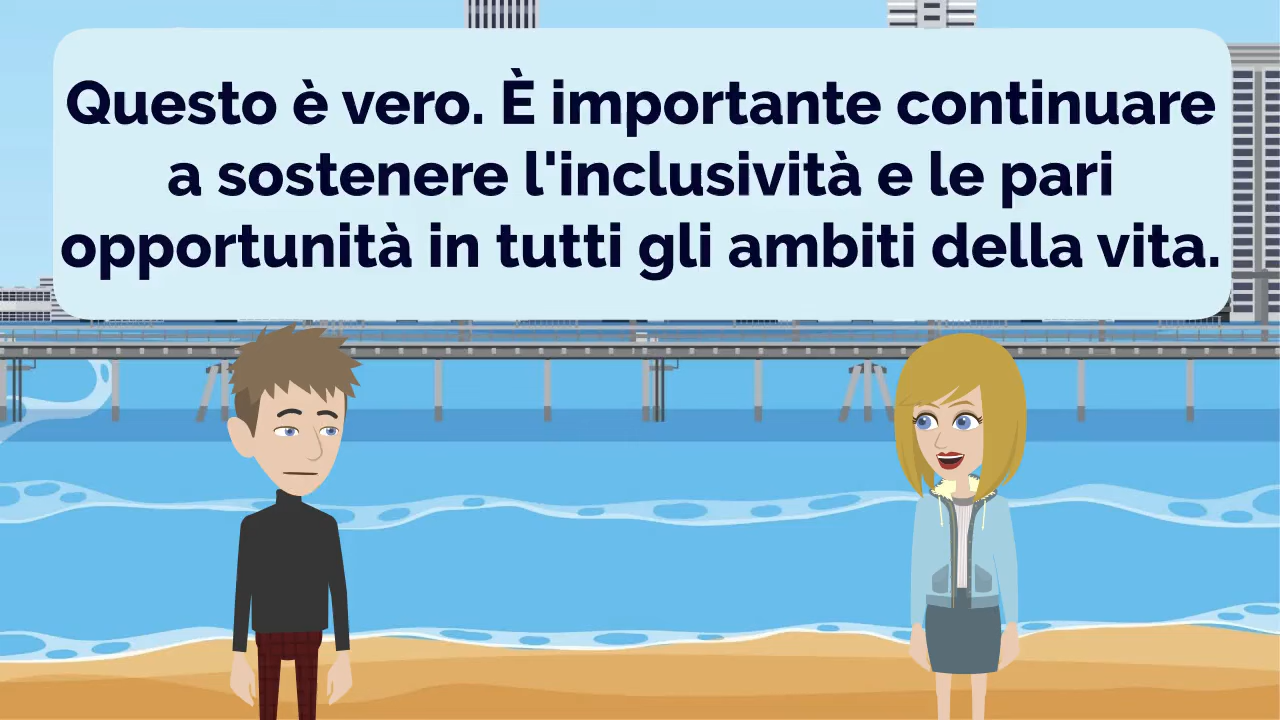 Questo è vero. È importante continuare
a sostenere l'inclusività e le pari
opportunità in tutti gli ambiti della vita.